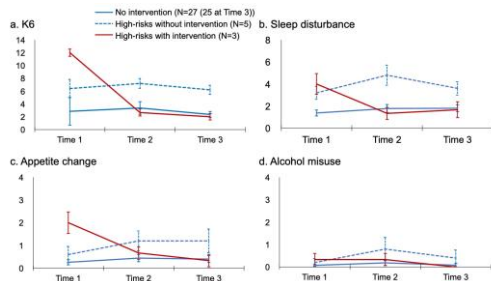 No intervention (N=27 (25 at Time 3))
High-risks without intervention (N=5)
High-risks with intervention (N=3)
a. K6
14
12
10
8
6
4
2
0
Time 1 Time 2 Time 3
b. Sleep disturbance
8
6
4
2
0
Time 1 Time 2 Time 3
c. Appetite change
4
3
2
1
0
Time 1 Time 2 Time 3
d. Alcohol misuse
4
3
2
1
0
Time 1 Time 2 Time 3